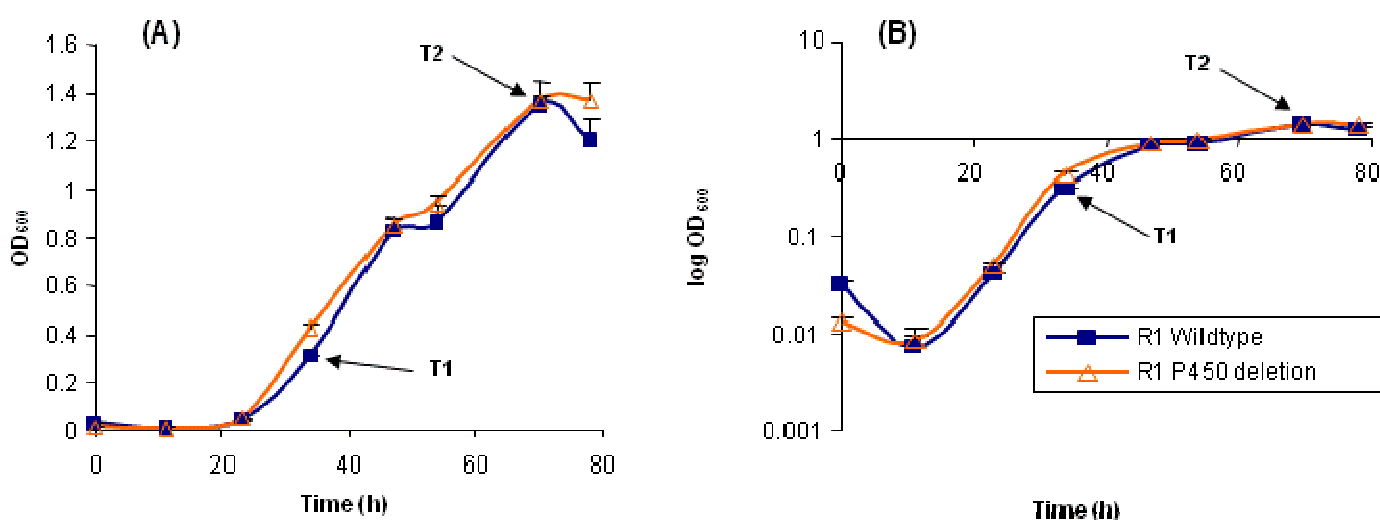 (A)
1.6
1.4
1.2
1
0.8
0.6
0.4
0.2
0
0 20 40 60 80
OD600
Time (h)
T2
T1
(B)
10
1
0.1
0.01
0.001
0 20 40 60 80
log OD600
Time (h)
T2
T1
R1 Wildtype
R1 P450 deletion